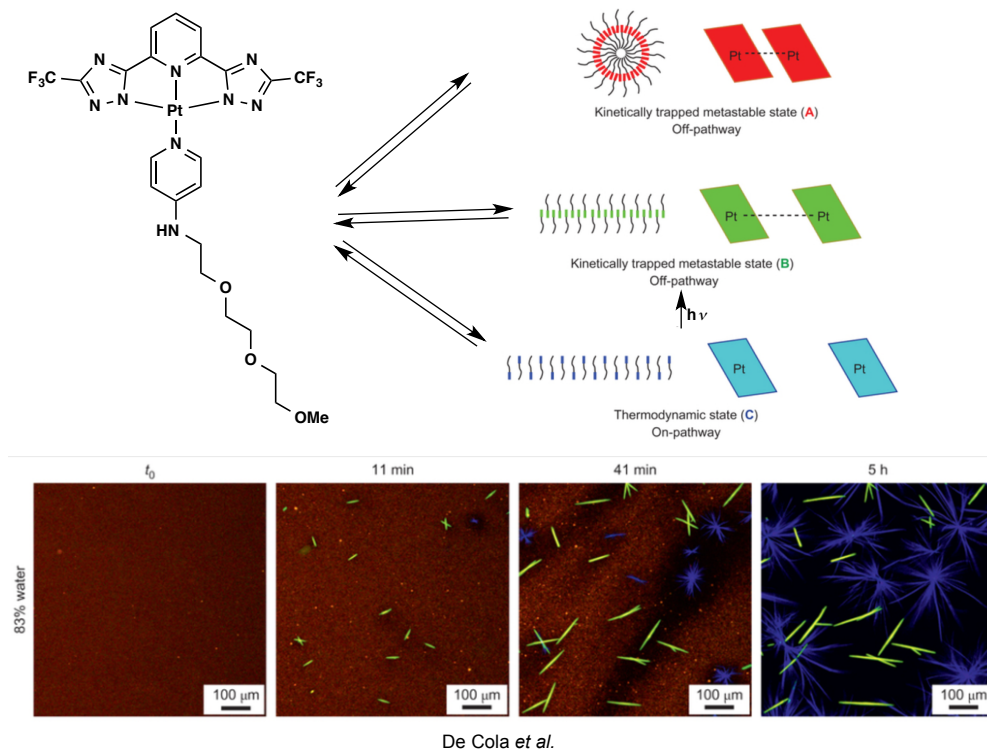 F₃C
N
N
N
N
N
N
N
CF₃
Pt
N
HN
O
O
OMe
Pt
Pt
Kinetically trapped metastable state (A)
Off-pathway
Pt
Pt
Kinetically trapped metastable state (B)
Off-pathway
hν
Pt
Pt
Thermodynamic state (C)
On-pathway
t₀
11 min
41 min
5 h
83% water
100 μm
100 μm
100 μm
100 μm
De Cola et al.